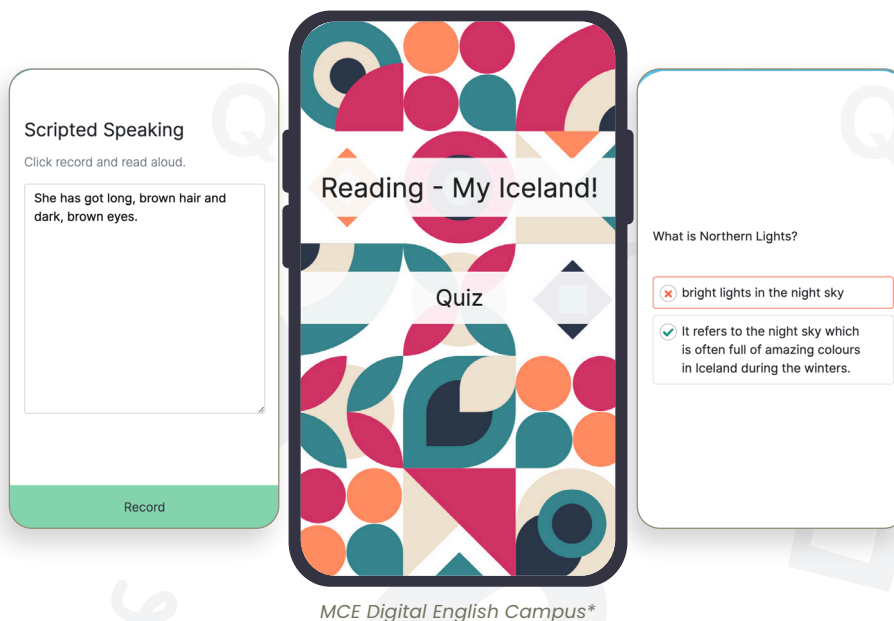 Scripted Speaking
Click record and read aloud.
She has got long, brown hair and
dark, brown eyes.
Record
Reading - My Iceland!
Quiz
What is Northern Lights?
bright lights in the night sky
It refers to the night sky which
is often full of amazing colours
in Iceland during the winters.
MCE Digital English Campus*